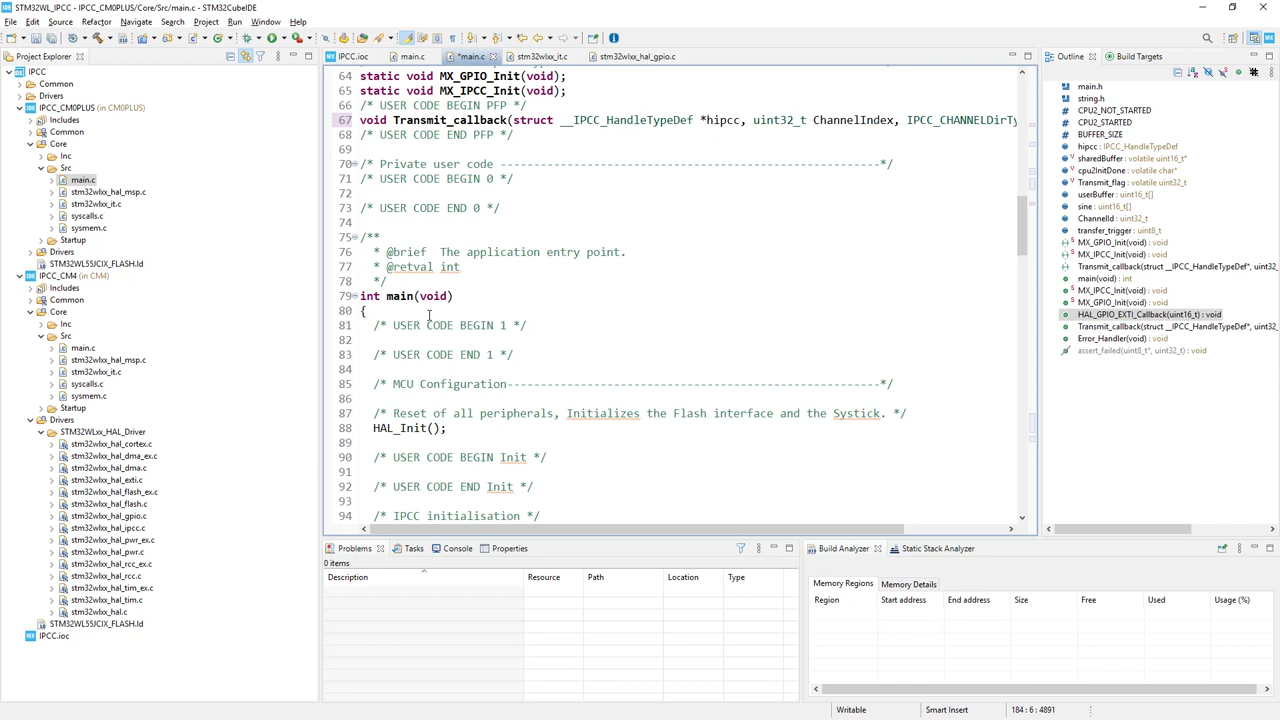 STM32WL_IPCC - IPCC_CM0PLUS/Core/Src/main.c - STM32CubeIDE
File Edit Source Refactor Navigate Search Project Run Window Help
Project Explorer
IPCC
Common
Drivers
IPCC_CM0PLUS (in CM0PLUS)
Includes
Common
Core
Inc
Src
main.c
stm32wlxx_hal_msp.c
stm32wlxx_it.c
syscalls.c
sysmem.c
Startup
Drivers
STM32WL55JCIX_FLASH.ld
IPCC_CM4 (in CM4)
Includes
Common
Core
Inc
Src
main.c
stm32wlxx_hal_msp.c
stm32wlxx_it.c
syscalls.c
sysmem.c
Startup
Drivers
STM32WLxx_HAL_Driver
stm32wlxx_hal_cortex.c
stm32wlxx_hal_dma_ex.c
stm32wlxx_hal_dma.c
stm32wlxx_hal_exti.c
stm32wlxx_hal_flash_ex.c
stm32wlxx_hal_flash.c
stm32wlxx_hal_gpio.c
stm32wlxx_hal_ipcc.c
stm32wlxx_hal_pwr_ex.c
stm32wlxx_hal_pwr.c
stm32wlxx_hal_rcc_ex.c
stm32wlxx_hal_rcc.c
stm32wlxx_hal_tim_ex.c
stm32wlxx_hal_tim.c
stm32wlxx_hal.c
STM32WL55JCIX_FLASH.ld
IPCC.ioc
IPCC.ioc main.c *main.c stm32wlxx_it.c stm32wlxx_hal_gpio.c
64 static void MX_GPIO_Init(void);
65 static void MX_IPCC_Init(void);
66 /* USER CODE BEGIN PFP */
67 void Transmit_callback(struct __IPCC_HandleTypeDef *hipcc, uint32_t ChannelIndex, IPCC_CHANNELDirTy
68 /* USER CODE END PFP */
69
70 /* Private user code ---------------------------------------------------------*/
71 /* USER CODE BEGIN 0 */
72
73 /* USER CODE END 0 */
74
75 /**
76 * @brief  The application entry point.
77 * @retval int
78 */
79 int main(void)
80 {
81 /* USER CODE BEGIN 1 */
82
83 /* USER CODE END 1 */
84
85 /* MCU Configuration--------------------------------------------------------*/
86
87 /* Reset of all peripherals, Initializes the Flash interface and the Systick. */
88 HAL_Init();
89
90 /* USER CODE BEGIN Init */
91
92 /* USER CODE END Init */
93
94 /* IPCC initialisation */
Outline Build Targets
main.h
string.h
CPU2_NOT_STARTED
CPU2_STARTED
BUFFER_SIZE
hipcc : IPCC_HandleTypeDef
sharedBuffer : volatile uint16_t*
cpu2InitDone : volatile char*
Transmit_flag : volatile uint32_t
userBuffer : uint16_t[]
sine : uint16_t[]
ChannelId : uint32_t
transfer_trigger : uint8_t
MX_GPIO_Init(void) : void
MX_IPCC_Init(void) : void
Transmit_callback(struct __IPCC_HandleTypeDef*, uint32
main(void) : int
MX_IPCC_Init(void) : void
MX_GPIO_Init(void) : void
HAL_GPIO_EXTI_Callback(uint16_t) : void
Transmit_callback(struct __IPCC_HandleTypeDef*, uint32
Error_Handler(void) : void
assert_failed(uint8_t*, uint32_t) : void
Problems Tasks Console Properties
0 items
Description Resource Path Location Type
Build Analyzer Static Stack Analyzer
Memory Regions Memory Details
Region Start address End address Size Free Used Usage (%)
Writable Smart Insert 184 : 6 : 4891